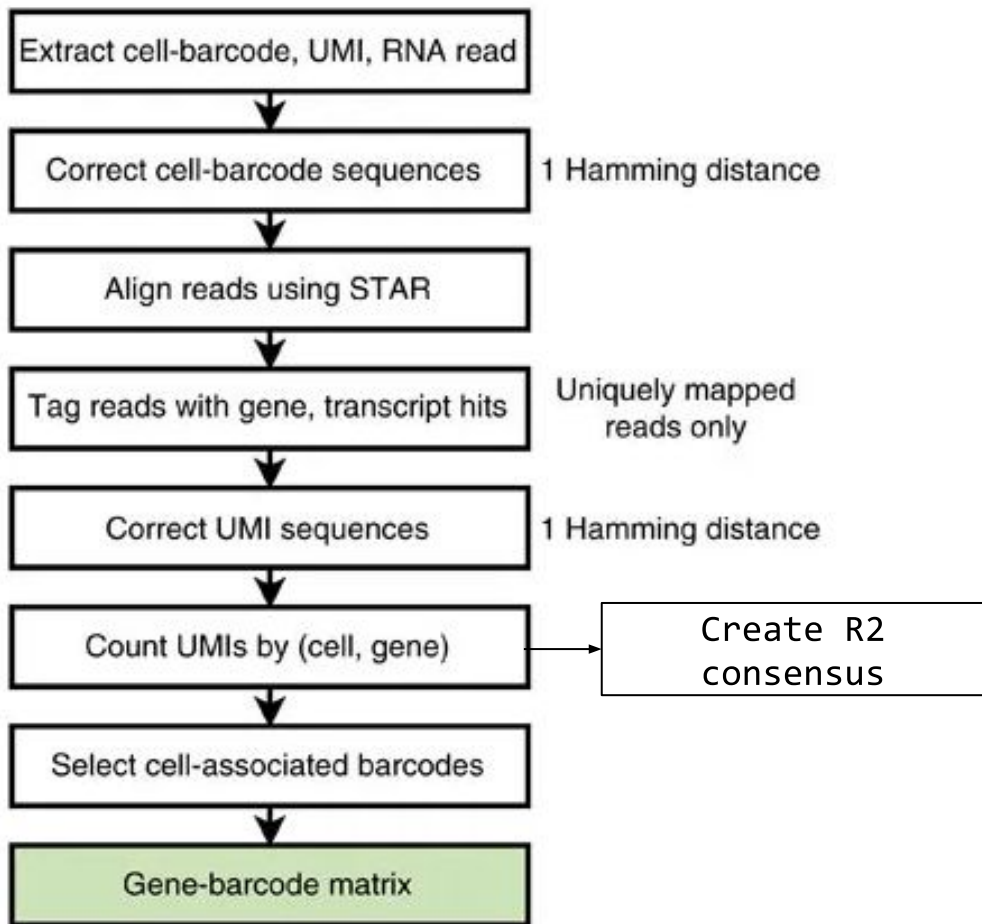 Extract cell-barcode, UMI, RNA read
Correct cell-barcode sequences
1 Hamming distance
Align reads using STAR
Tag reads with gene, transcript hits
Uniquely mapped
reads only
Correct UMI sequences
1 Hamming distance
Count UMIs by (cell, gene)
Create R2
consensus
Select cell-associated barcodes
Gene-barcode matrix